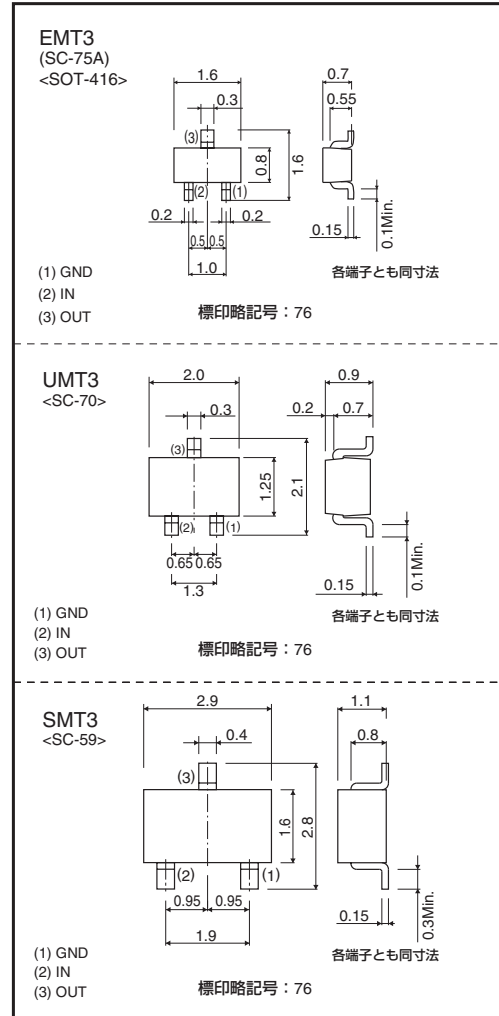 EMT3
(SC-75A)
<SOT-416>
1.6
0.3
(3)
0.8
1.6
(2)
(1)
0.2
0.2
0.5 0.5
1.0
0.7
0.55
0.15
0.1Min.
各端子とも同寸法
(1) GND
(2) IN
(3) OUT
標印略記号：76
UMT3
<SC-70>
2.0
0.3
(3)
1.25
2.1
(2)
(1)
0.65 0.65
1.3
0.9
0.2
0.7
0.15
0.1Min.
各端子とも同寸法
(1) GND
(2) IN
(3) OUT
標印略記号：76
SMT3
<SC-59>
2.9
0.4
(3)
1.6
2.8
(2)
(1)
0.95 0.95
1.9
1.1
0.8
0.15
0.3Min.
各端子とも同寸法
(1) GND
(2) IN
(3) OUT
標印略記号：76